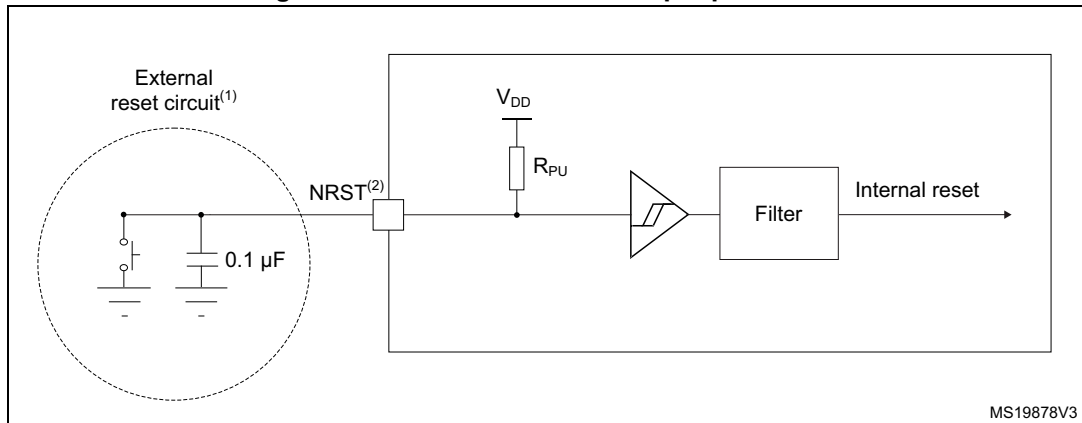 External
reset circuit(1)
VDD
RPU
NRST(2)
Filter
Internal reset
0.1 µF
MS19878V3